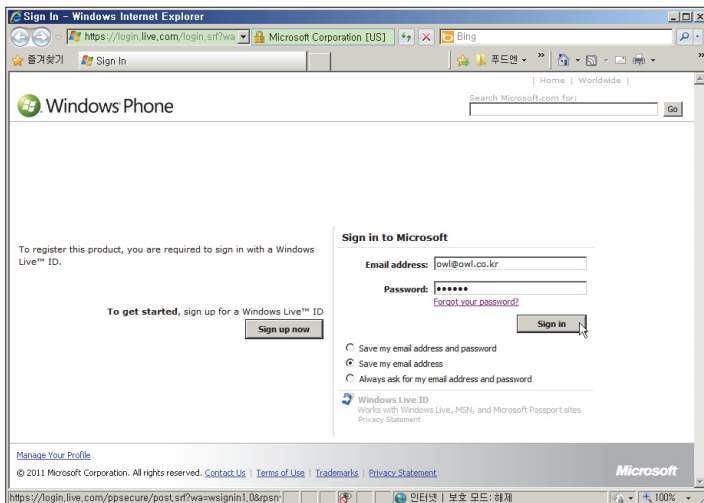 Sign In - Windows Internet Explorer
https://login,live,com/login,srf?wa
Microsoft Corporation [US]
Bing
즐겨찾기
Sign In
푸드엔
»
»
| Home | Worldwide |
Windows® Phone
Search Microsoft.com for:
Go
To register this product, you are required to sign in with a Windows
Live™ ID.
To get started, sign up for a Windows Live™ ID
Sign up now
Sign in to Microsoft
Email address: owl@owl.co.kr
Password: ●●●●●●
Forgot your password?
Sign in
Save my email address and password
Save my email address
Always ask for my email address and password
Windows Live ID
Works with Windows Live, MSN, and Microsoft Passport sites
Privacy Statement
Manage Your Profile
© 2011 Microsoft Corporation. All rights reserved. Contact Us | Terms of Use | Trademarks | Privacy Statement
Microsoft
https://login,live,com/ppsecure/post,srf?wa=wsignin1,0&rpsn
인터넷 | 보호 모드: 해제
100%